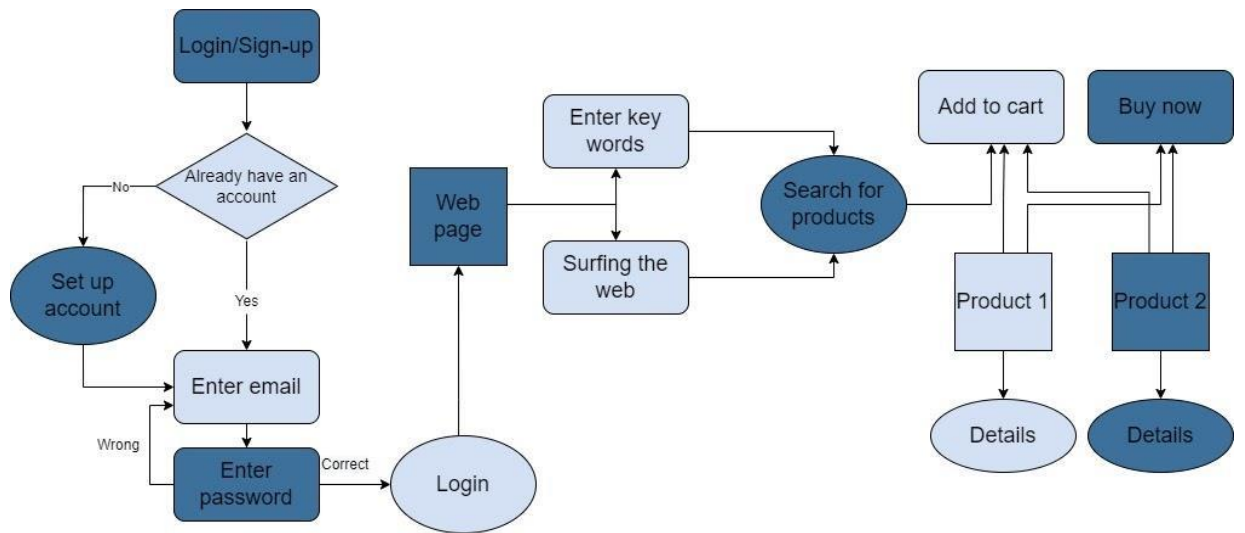 Login/Sign-up
Already have an
account
No
Set up
account
Yes
Enter email
Wrong
Enter
password
Correct
Login
Web
page
Enter key
words
Surfing the
web
Search for
products
Add to cart
Buy now
Product 1
Product 2
Details
Details